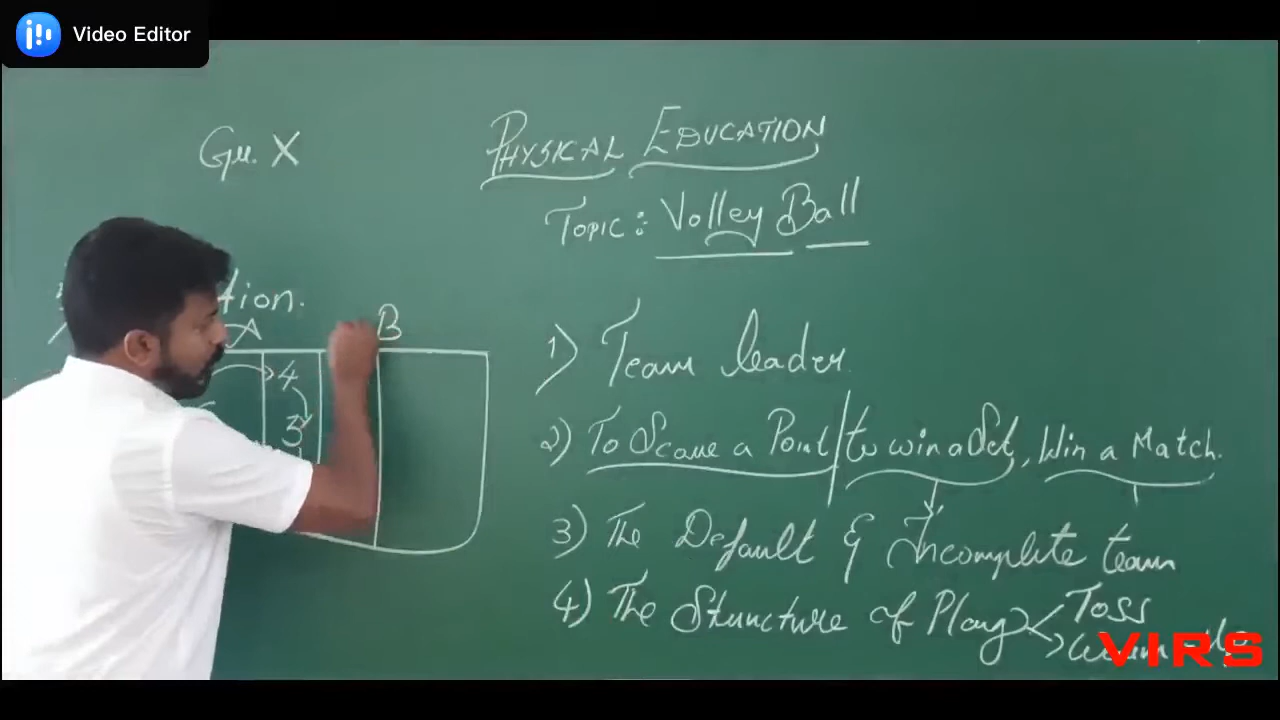 Video Editor
Gr. X
PHYSICAL EDUCATION
TOPIC: Volley Ball
tion.
A
B
4
3
1) Team leader
2) To Score a Point/to win a Set, Win a Match.
3) The Default & Incomplete team
4) The Structure of Play
Toss
VIRS